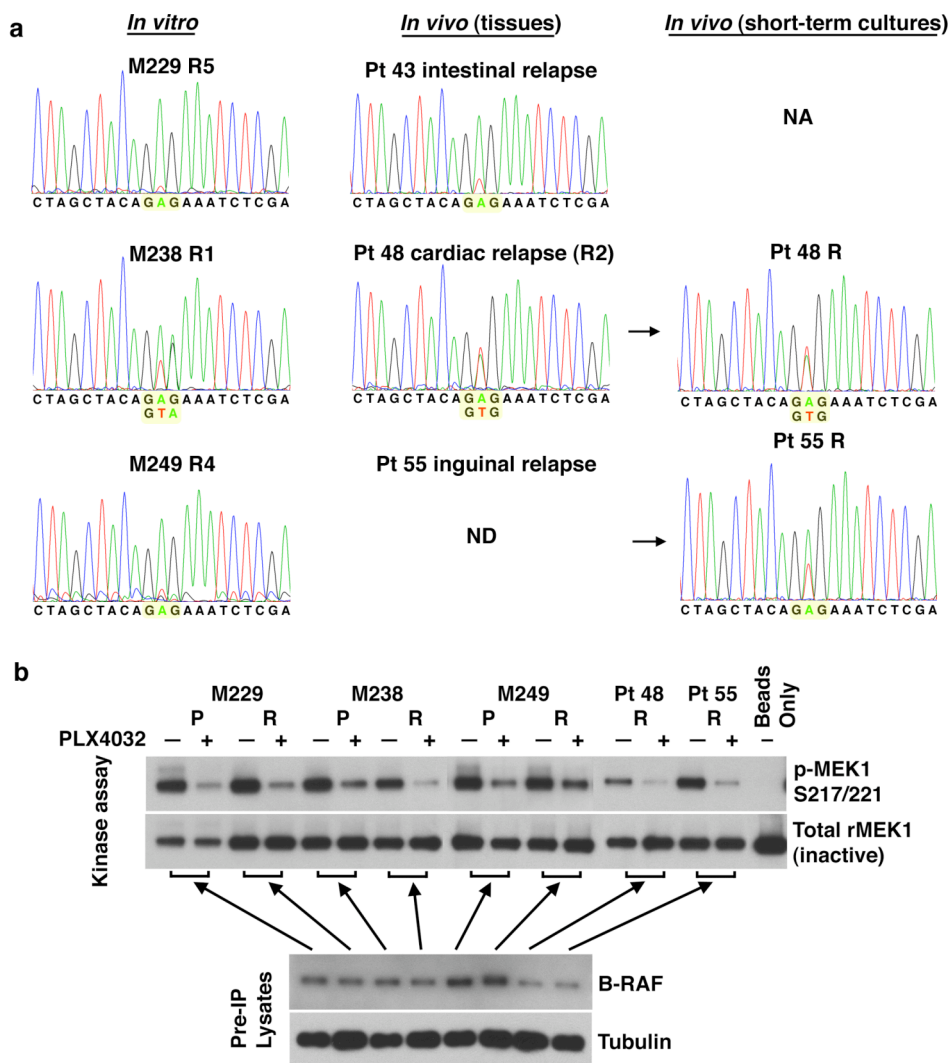 a
In vitro
In vivo (tissues)
In vivo (short-term cultures)
M229 R5
Pt 43 intestinal relapse
NA
CTAGCTACAGAGAAATCTCGA
CTAGCTACAGAGAAATCTCGA
M238 R1
Pt 48 cardiac relapse (R2)
Pt 48 R
CTAGCTACAGAGAAATCTCGA
GTA
CTAGCTACAGAGAAATCTCGA
GTG
CTAGCTACAGAGAAATCTCGA
GTG
M249 R4
Pt 55 inguinal relapse
Pt 55 R
ND
CTAGCTACAGAGAAATCTCGA
CTAGCTACAGAGAAATCTCGA
b
M229 M238 M249 Pt 48 Pt 55 Beads Only
P R P R P R R R
PLX4032 – + – + – + – + – + – + – + – + –
Kinase assay
p-MEK1
S217/221
Total rMEK1
(inactive)
Pre-IP
Lysates
B-RAF
Tubulin